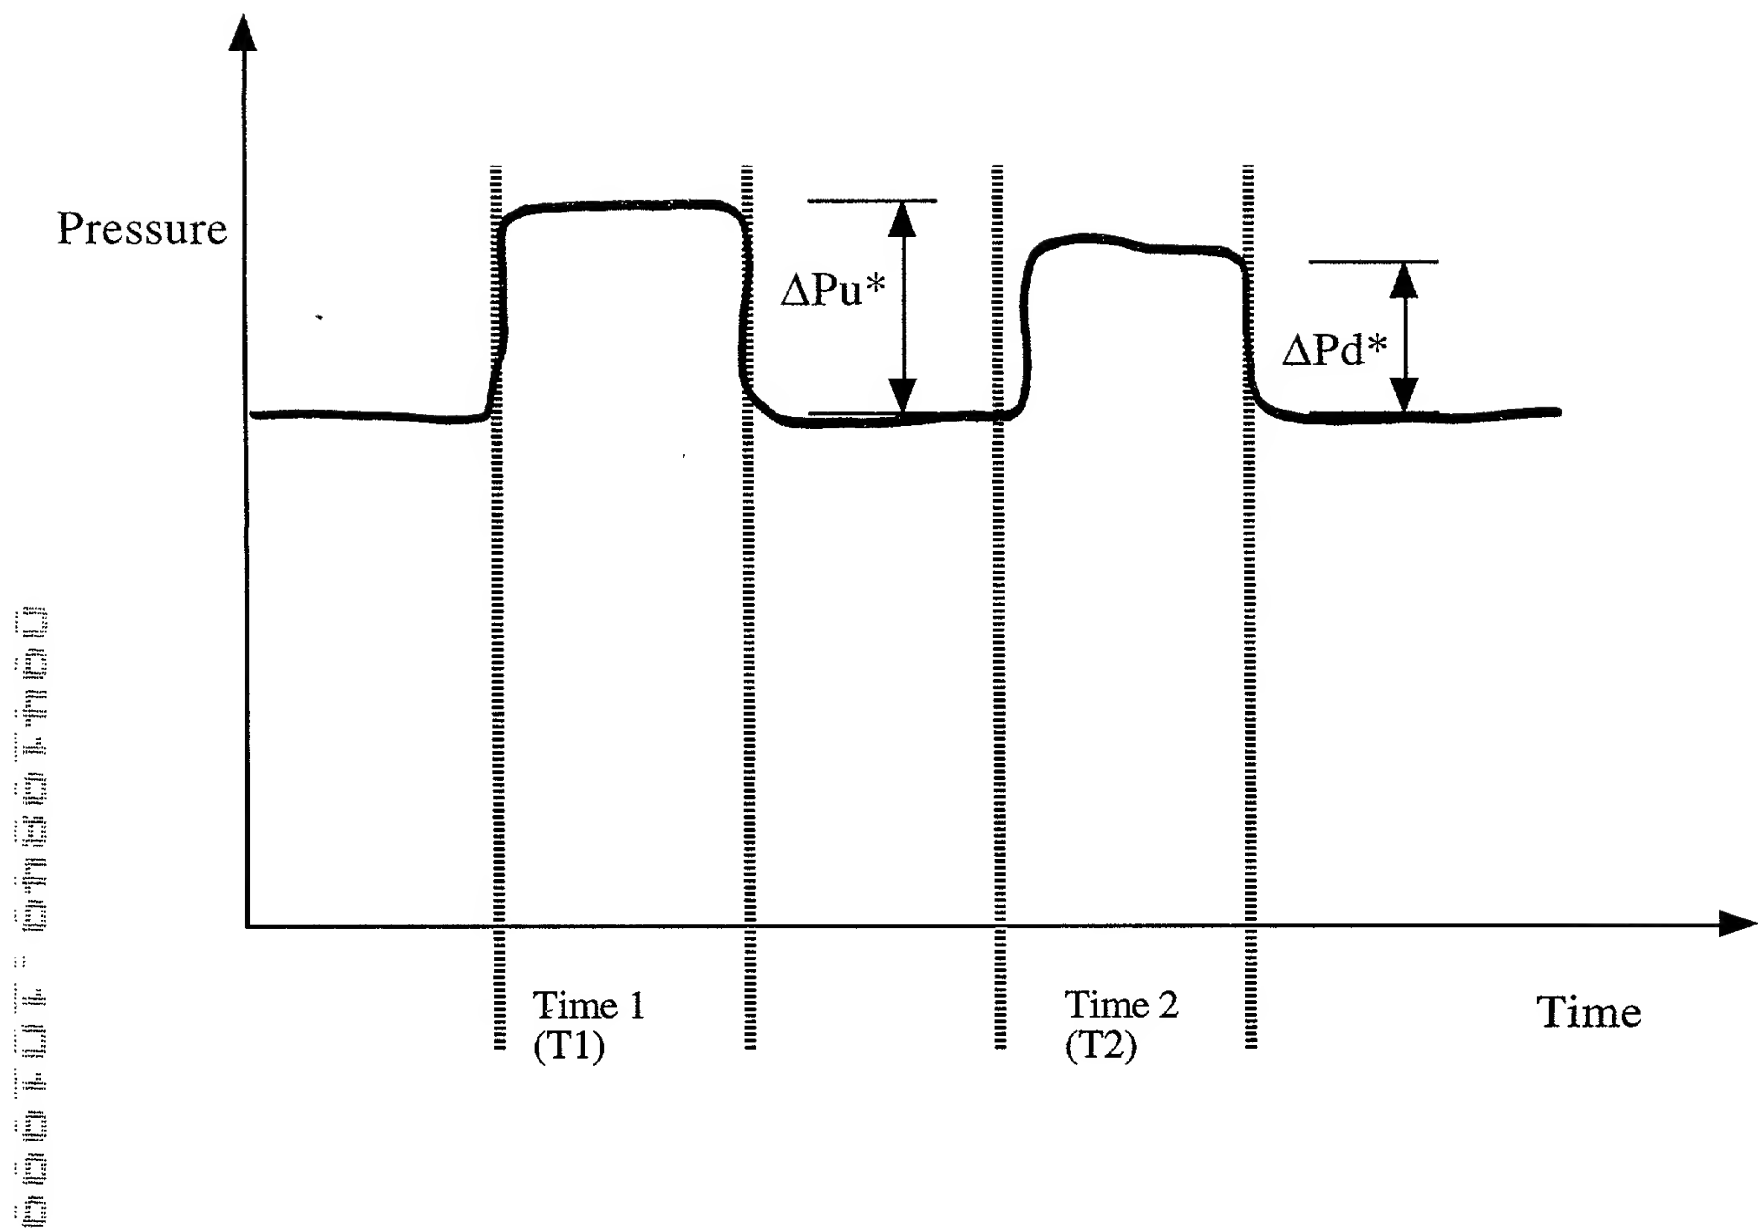 Pressure
ΔPu*
ΔPd*
Time 1
(T1)
Time 2
(T2)
Time